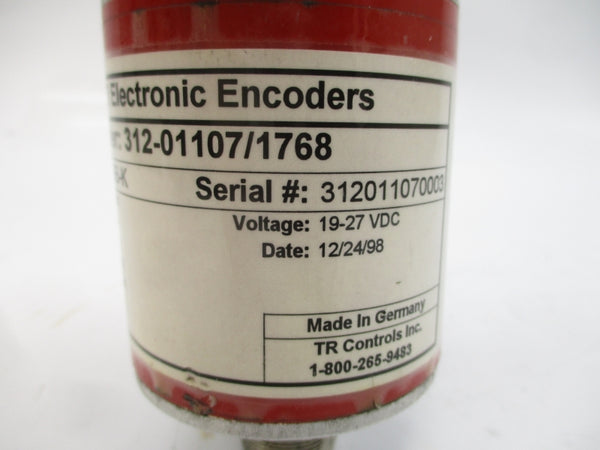 Electronic Encoders
312-01107/1768
-K
Serial #: 312011070003
Voltage: 19-27 VDC
Date: 12/24/98
Made In Germany
TR Controls Inc.
1-800-265-9483